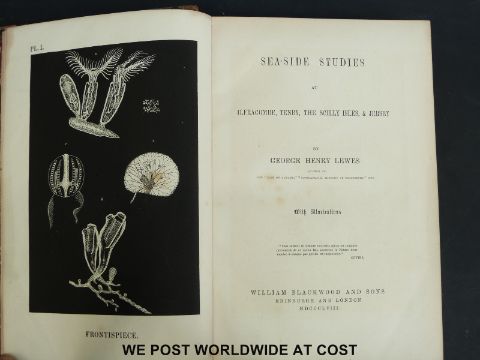 PL. I.
FRONTISPIECE.
SEA-SIDE STUDIES
AT
ILFRACOMBE, TENBY, THE SCILLY ISLES, & JERSEY
BY
GEORGE HENRY LEWES
With Illustrations
WILLIAM BLACKWOOD AND SONS
EDINBURGH AND LONDON
MDCCCLVIII
WE POST WORLDWIDE AT COST